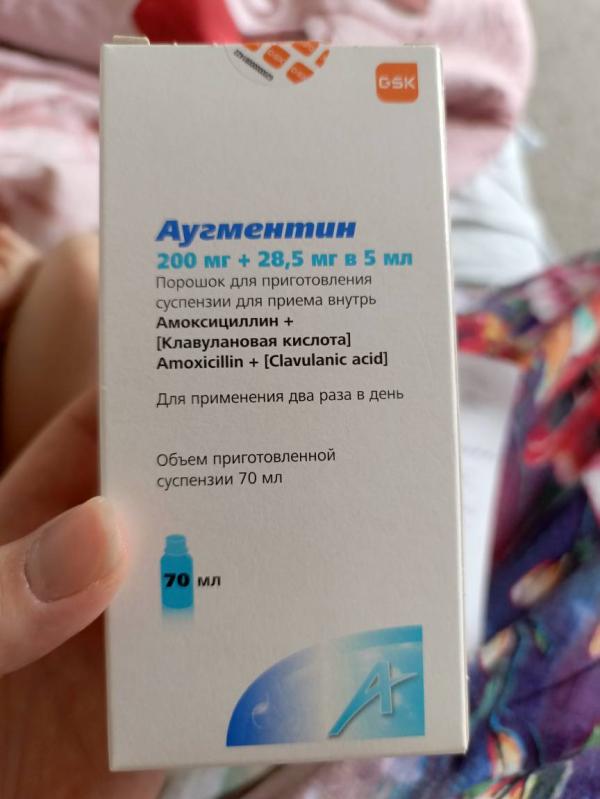 GSK
Аугментин
200 мг + 28,5 мг в 5 мл
Порошок для приготовления
суспензии для приема внутрь
Амоксициллин +
[Клавулановая кислота]
Amoxicillin + [Clavulanic acid]
Для применения два раза в день
Объем приготовленной
суспензии 70 мл
70 мл